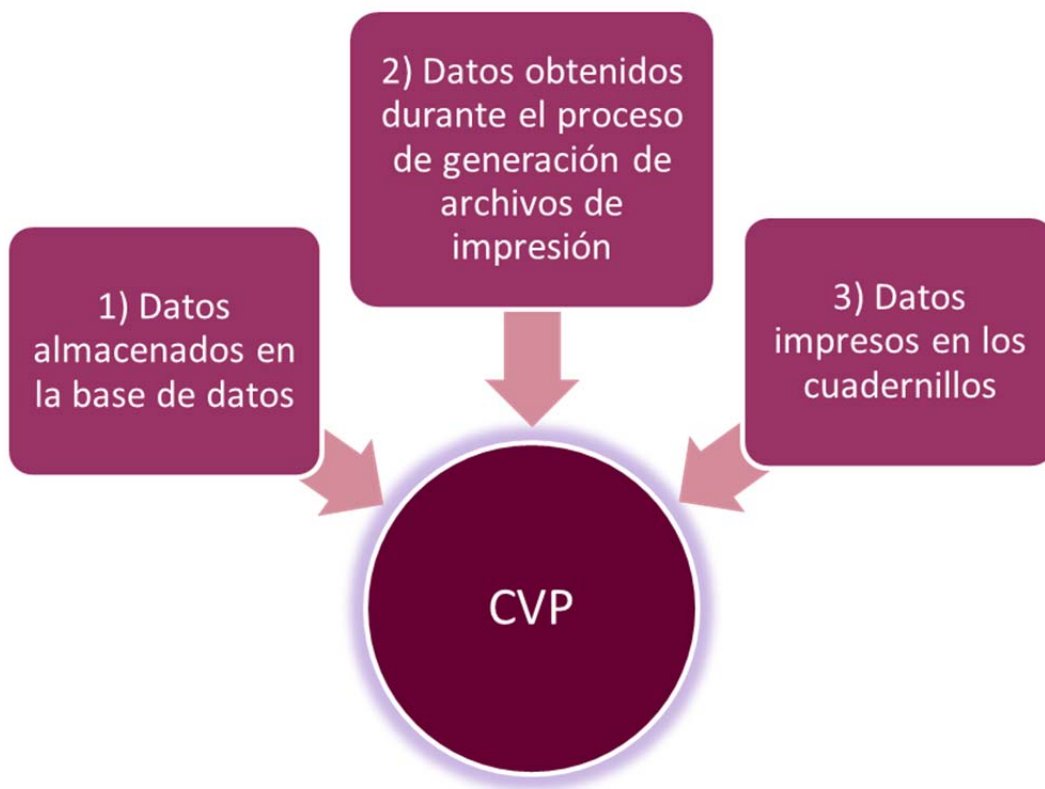 1) Datos
almacenados en
la base de datos
2) Datos obtenidos
durante el proceso
de generación de
archivos de
impresión
3) Datos
impresos en los
cuadernillos
CVP